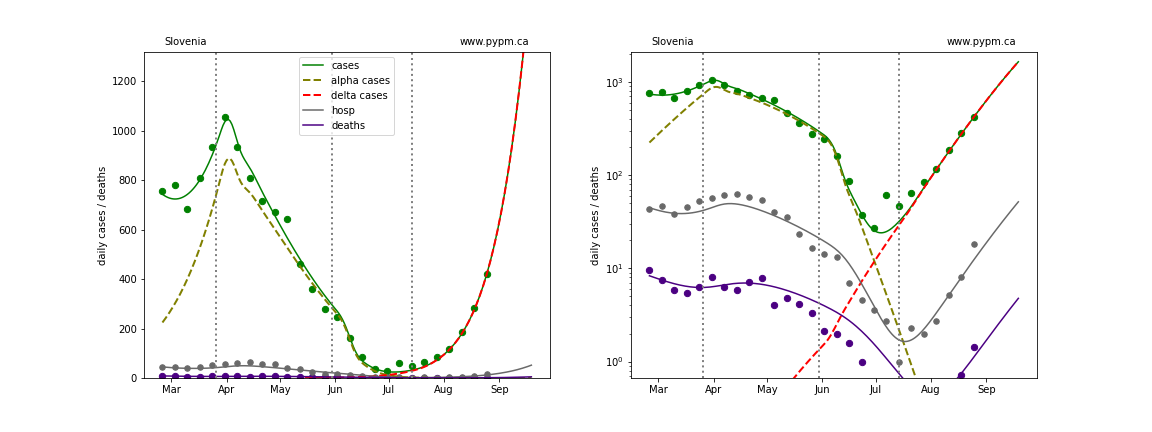 Slovenia www.pypm.ca
cases
alpha cases
delta cases
hosp
deaths
daily cases / deaths
1200
1000
800
600
400
200
0
Mar Apr May Jun Jul Aug Sep
Slovenia www.pypm.ca
daily cases / deaths
10³
10²
10¹
10⁰
Mar Apr May Jun Jul Aug Sep